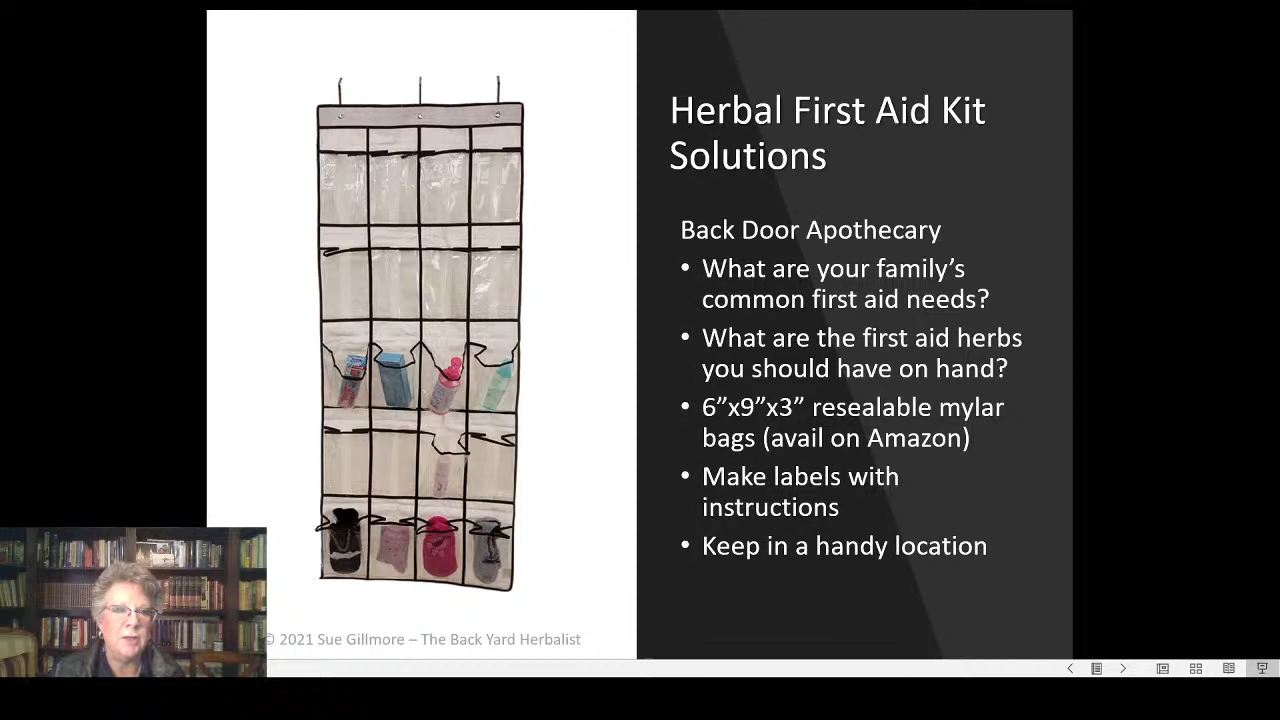 Herbal First Aid Kit
Solutions
Back Door Apothecary
• What are your family’s
common first aid needs?
• What are the first aid herbs
you should have on hand?
• 6”x9”x3” resealable mylar
bags (avail on Amazon)
• Make labels with
instructions
• Keep in a handy location
© 2021 Sue Gillmore – The Back Yard Herbalist